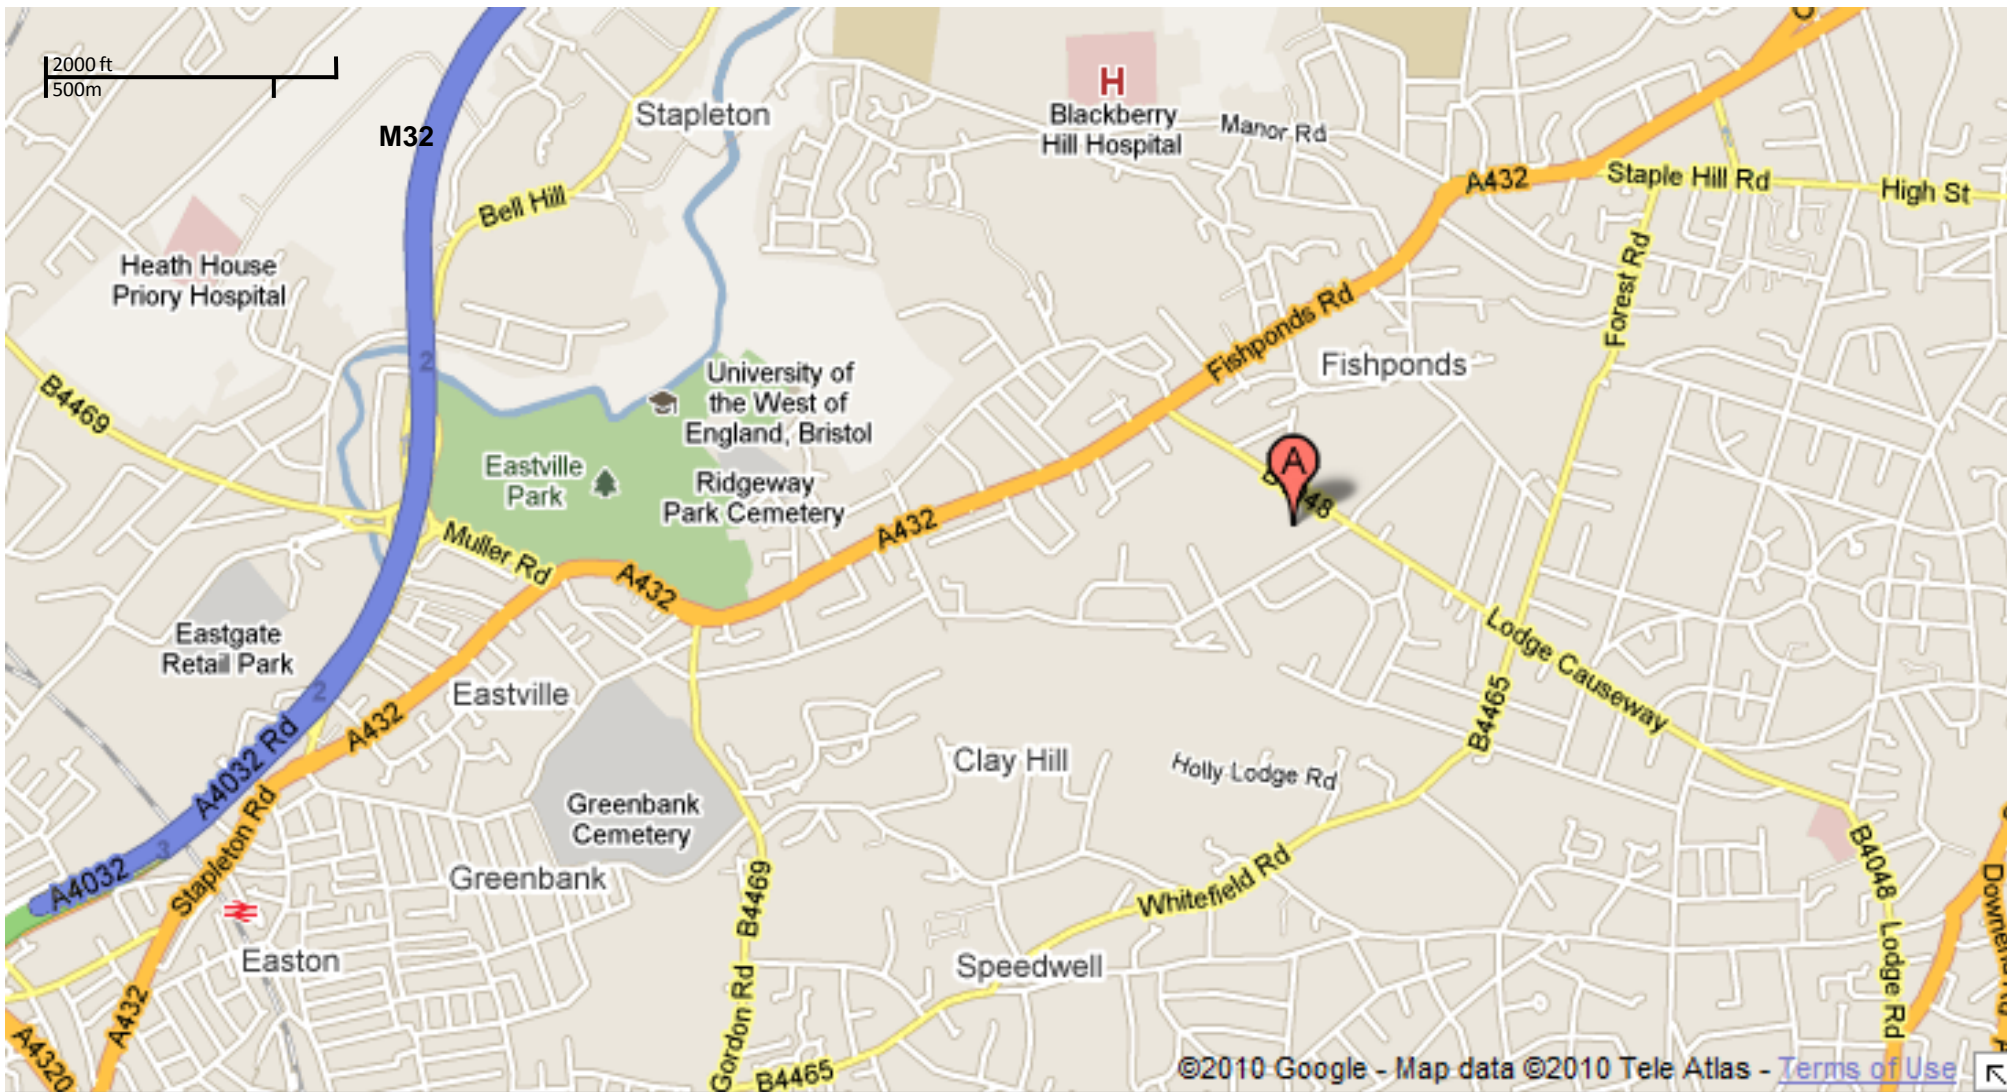 2000 ft
500m
M32
Stapleton
H
Blackberry
Hill Hospital
Manor Rd
A432
Staple Hill Rd
High St
Bell Hill
Heath House
Priory Hospital
Forest Rd
Fishponds Rd
Fishponds
2
B4469
University of
the West of
England, Bristol
A
Eastville
Park
Ridgeway
Park Cemetery
A432
Muller Rd
A432
Lodge Causeway
Eastgate
Retail Park
2
Eastville
B4465
A432
A4032 Rd
Clay Hill
Holly Lodge Rd
Greenbank
Cemetery
Stapleton Rd
3
A4032
Greenbank
B4469
Whitefield Rd
B4048
Lodge Rd
Easton
Speedwell
A432
Gordon Rd
A4320
B4465
©2010 Google - Map data ©2010 Tele Atlas - Terms of Use